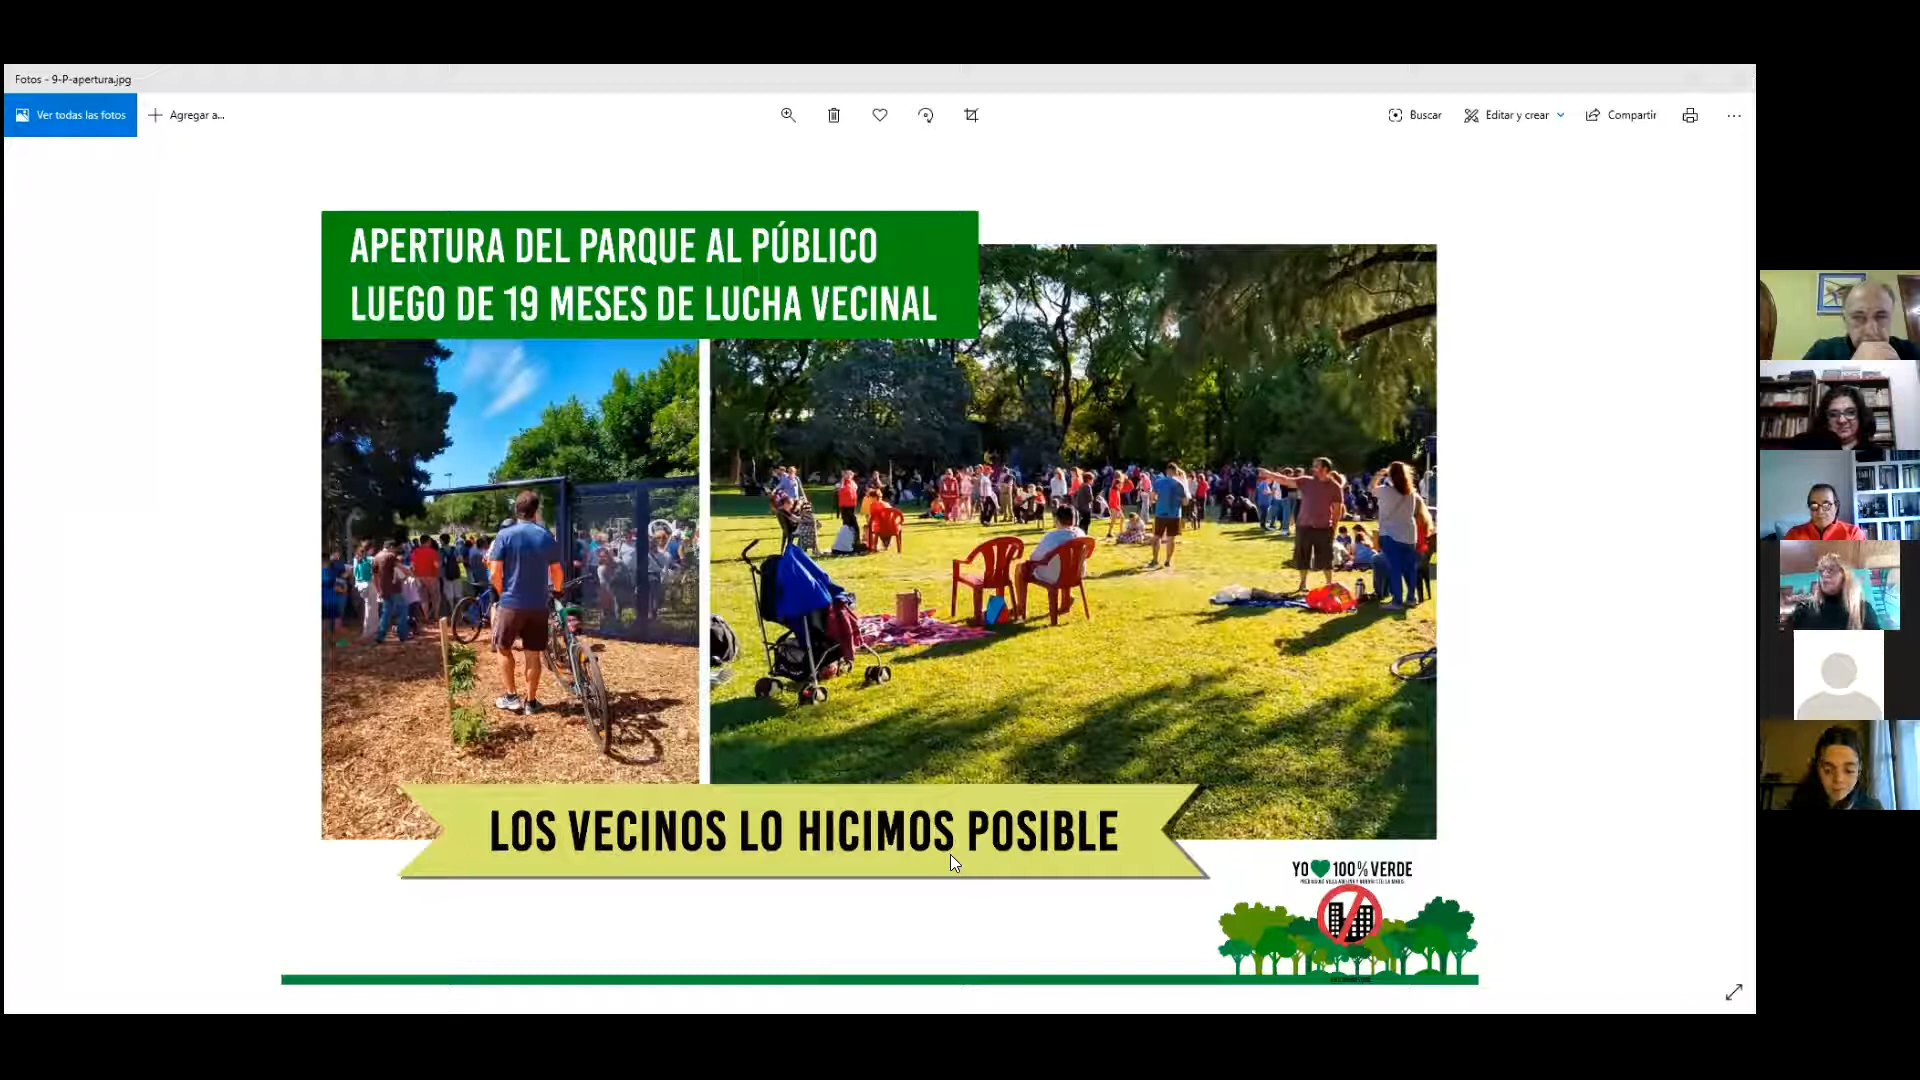 Fotos - 9-P-apertura.jpg
Ver todas las fotos
Agregar a...
Buscar
Editar y crear
Compartir
APERTURA DEL PARQUE AL PÚBLICO
LUEGO DE 19 MESES DE LUCHA VECINAL
LOS VECINOS LO HICIMOS POSIBLE
YO 100% VERDE